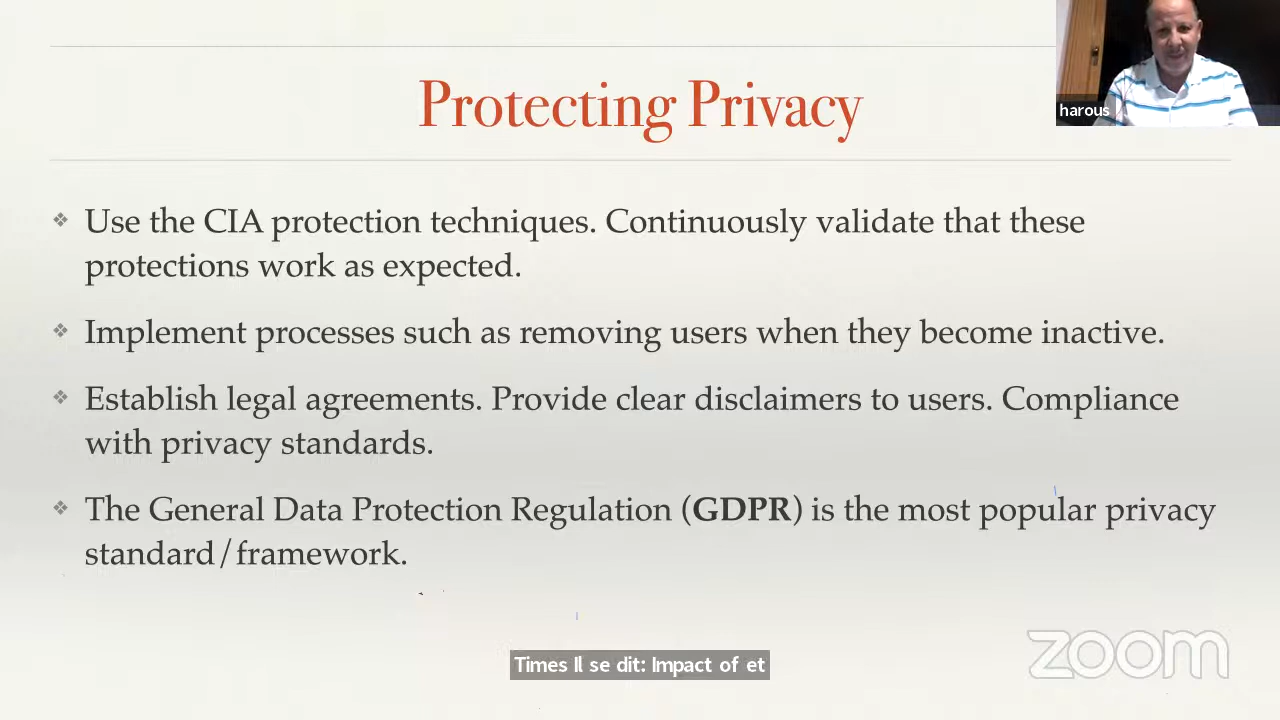 Protecting Privacy
harous
Use the CIA protection techniques. Continuously validate that these
protections work as expected.
Implement processes such as removing users when they become inactive.
Establish legal agreements. Provide clear disclaimers to users. Compliance
with privacy standards.
The General Data Protection Regulation (GDPR) is the most popular privacy
standard/framework.
Times Il se dit: Impact of et
zoom